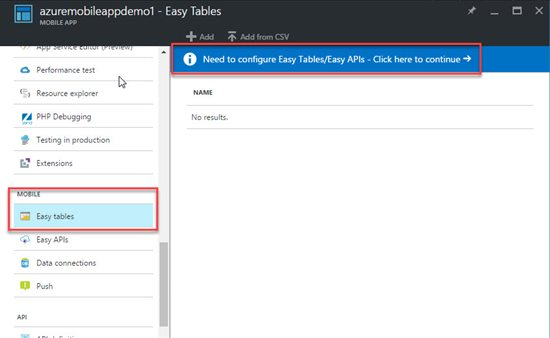 azuremobileappdemo1 - Easy Tables
MOBILE APP
Add
Add from CSV
App Service Editor (Preview)
Performance test
Resource explorer
PHP Debugging
Testing in production
Extensions
MOBILE
Easy tables
Easy APIs
Data connections
Push
API
Need to configure Easy Tables/Easy APIs - Click here to continue
NAME
No results.